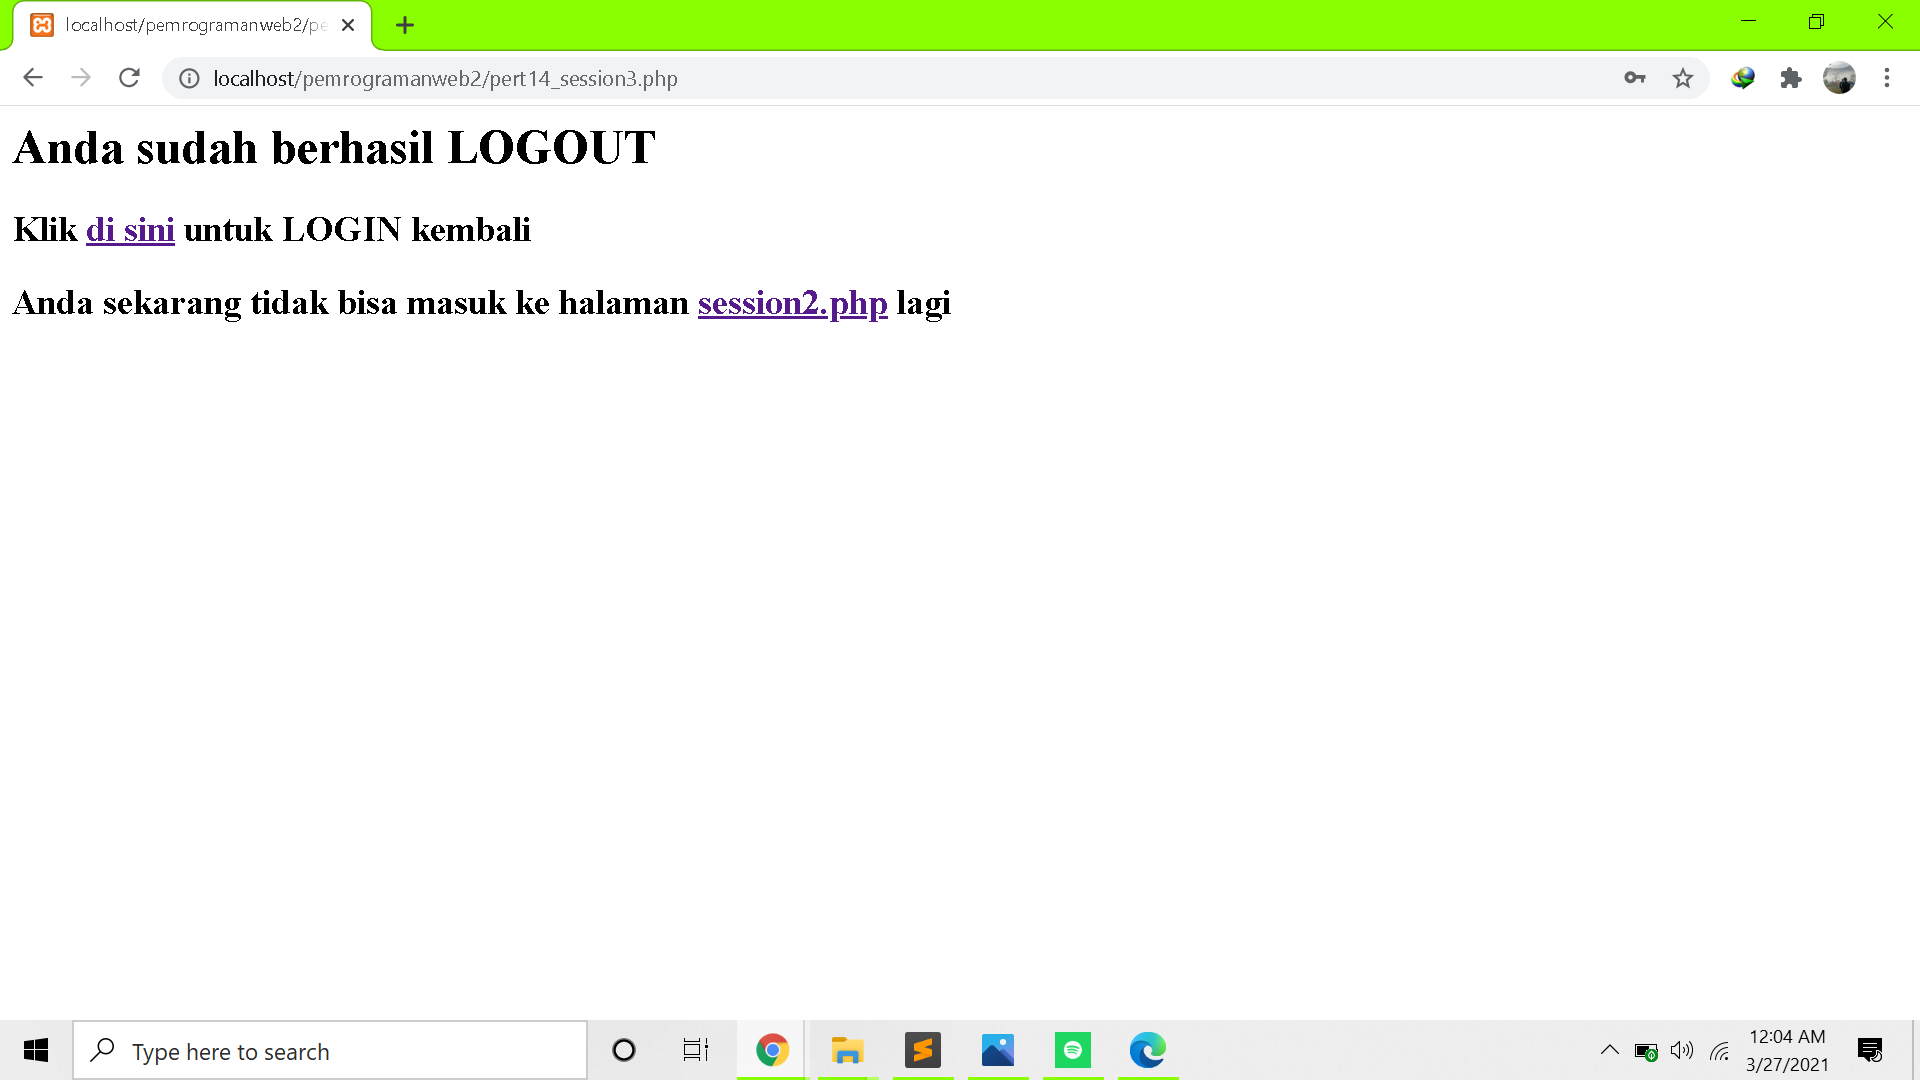 localhost/pemrogramanweb2/pe
localhost/pemrogramanweb2/pert14_session3.php
Anda sudah berhasil LOGOUT
Klik di sini untuk LOGIN kembali
Anda sekarang tidak bisa masuk ke halaman session2.php lagi
Type here to search
12:04 AM
3/27/2021